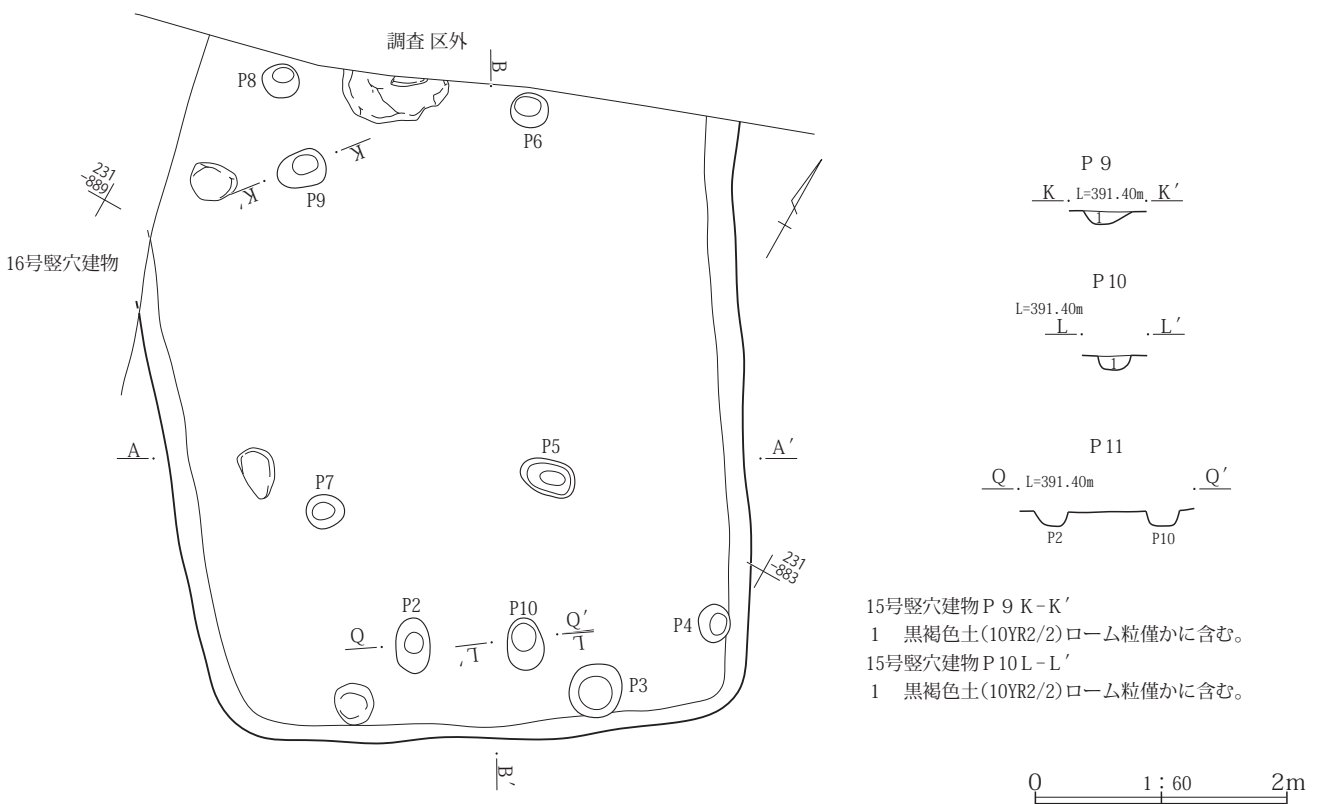 調査区外
B
P8
P6
K
K′
P9
231
-889
16号竪穴建物
A
A′
P5
P7
231
-883
P2
P10
Q
Q′
L′
L
P4
P3
B′
P 9
K L=391.40m K′
1
P 10
L=391.40m
L L′
1
P 11
Q L=391.40m Q′
P2 P10
15号竪穴建物P 9 K-K′
1 黒褐色土(10YR2/2)ローム粒僅かに含む。
15号竪穴建物P 10 L-L′
1 黒褐色土(10YR2/2)ローム粒僅かに含む。
0 1：60 2m